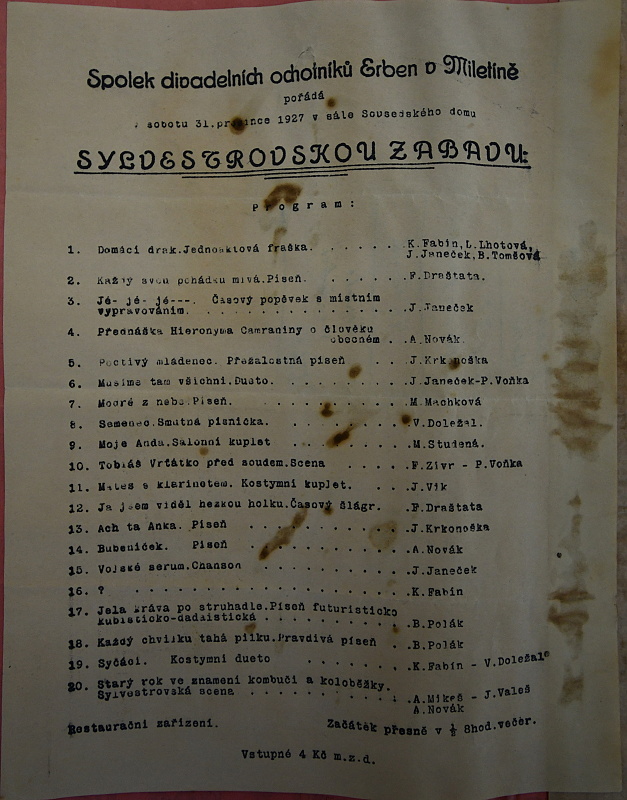 Spolek divadelních ochotníků Erben v Miletíně
pořádá
v sobotu 31. prosince 1927 v sále Sousedského domu
SYLVESTROVSKOU ZABAVU:
Program:
1. Domácí drak.Jednoaktová fraška. . . . . . .K.Fabin,L.Lhotová,
J.Janeček,B.Tomšová
2. Každý svou pohádku mívá.Píseň. . . . . . .F.Draštata.
3. Jé- jé- jé---. Časový popěvek s místním
vypravováním. . . . . . . . . . . .J.Janeček
4. Přednáška Hieronyma Camraniny o člověku
obecném . .A.Novák.
5. Poctivý mládenec. Přežalostná píseň . . .J.Krkonoška
6. Musíme tam všichni.Dueto. . . . . . . . .J.Janeček-P.Voňka
7. Modré z nebe.Píseň. . . . . . . . . . .M.Machková
8. Semenec.Smutná písnička. . . . . . . . .V.Doležal.
9. Moje Anda.Salonní kuplet . . . . . . . .M.Studená.
10. Tobiáš Vrťátko před soudem.Scena . . . . .F.Zivr - P.Voňka
11. Mates s klarinetem. Kostymní kuplet. . . .J.Vik
12. Ja jsem viděl hezkou holku.Časový šlágr. .F.Draštata
13. Ach ta Anka. Píseň . . . . . . . . . .J.Krkonoška
14. Bubeníček. Píseň . . . . . . . . . . .A.Novák
15. Vojské serum.Chanson . . . . . . . . . .J.Janeček
16. ? . . . . . . . . . . . . . . . . . .K.Fabin
17. Jela kráva po struhadle.Píseň futuristicko
kubisticko-dadaistická . . . . . . . . .B.Polák
18. Každý chvilku tahá pilku.Pravdivá píseň . .B.Polák
19. Syčáci. Kostymní dueto . . . . . . .K.Fabin - V.Doležal
20. Starý rok ve znamení kombučí a koloběžky.
Sylvestrovská scena . . . . . . . . . .A.Mikeš - J.Valeš
A.Novák
Restaurační zařízení. Začátek přesně v ½ 8hod.večer.
Vstupné 4 Kč m.z.d.